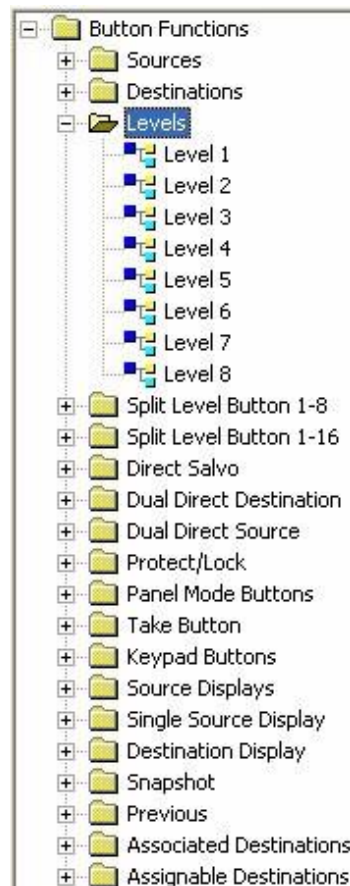 Button Functions
Sources
Destinations
Levels
Level 1
Level 2
Level 3
Level 4
Level 5
Level 6
Level 7
Level 8
Split Level Button 1-8
Split Level Button 1-16
Direct Salvo
Dual Direct Destination
Dual Direct Source
Protect/Lock
Panel Mode Buttons
Take Button
Keypad Buttons
Source Displays
Single Source Display
Destination Display
Snapshot
Previous
Associated Destinations
Assignable Destinations